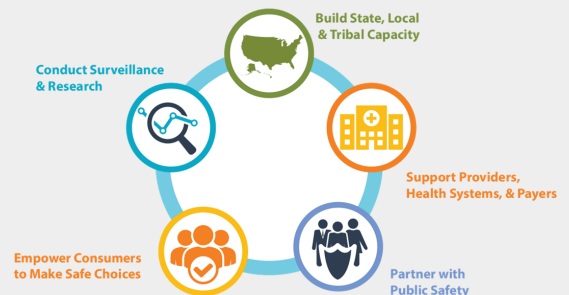 Build State, Local
& Tribal Capacity
Conduct Surveillance
& Research
Support Providers,
Health Systems, & Payers
Empower Consumers
to Make Safe Choices
Partner with
Public Safety